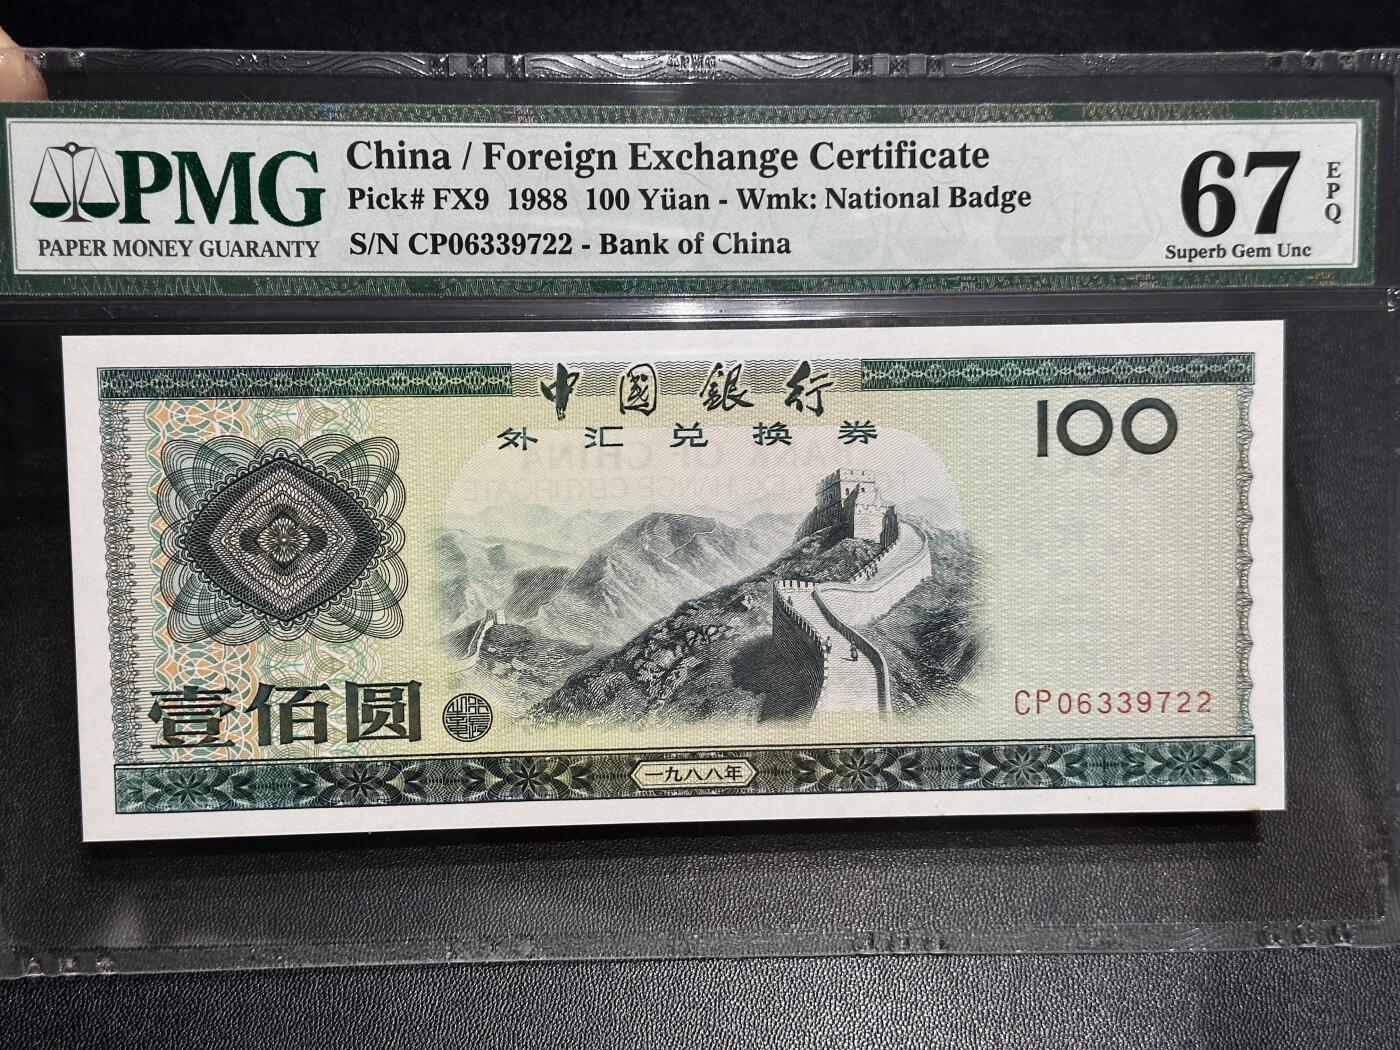 PMG
PAPER MONEY GUARANTY
China / Foreign Exchange Certificate
Pick# FX9 1988 100 Yüan - Wmk: National Badge
S/N CP06339722 - Bank of China
67
EPQ
Superb Gem Unc
中國銀行
外汇兑换券
100
壹佰圆
CP06339722
一九八八年